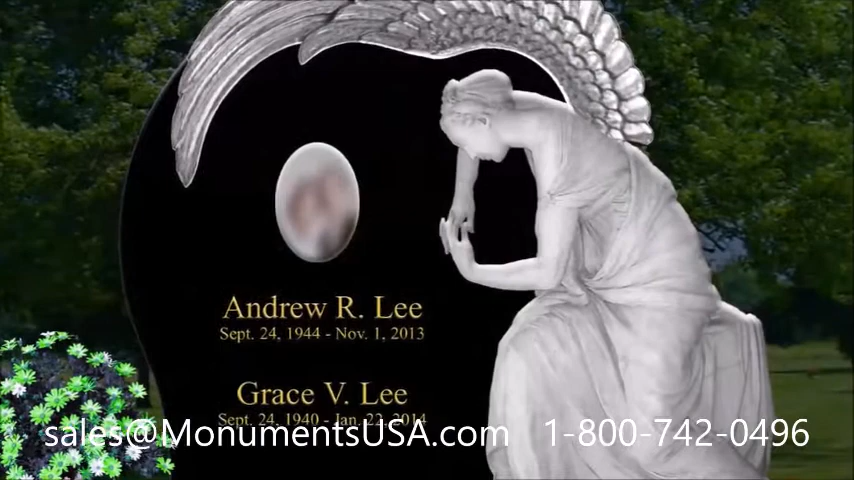 Andrew R. Lee
Sept. 24, 1944 - Nov. 1, 2013
Grace V. Lee
Sept. 24, 1940 - Jan. 22, 2014
sales@MonumentsUSA.com 1-800-742-0496